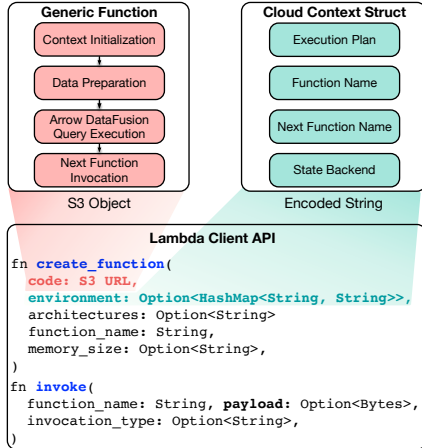 Generic Function
Context Initialization
Data Preparation
Arrow DataFusion
Query Execution
Next Function
Invocation
S3 Object
Cloud Context Struct
Execution Plan
Function Name
Next Function Name
State Backend
Encoded String
Lambda Client API
fn create_function(
code: S3 URL,
environment: Option<HashMap<String, String>>,
architectures: Option<String>
function_name: String,
memory_size: Option<String>,
)
fn invoke(
function_name: String, payload: Option<Bytes>,
invocation_type: Option<String>,
)